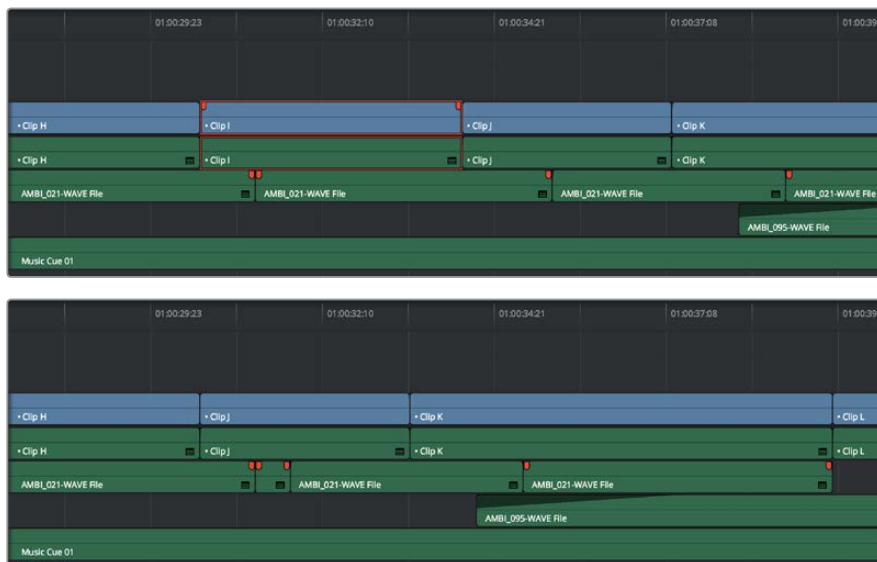 01:00:29:23 01:00:32:10 01:00:34:21 01:00:37:08 01:00:39
• Clip H • Clip I • Clip J • Clip K
• Clip H • Clip I • Clip J • Clip K
AMBI_021-WAVE File AMBI_021-WAVE File AMBI_021-WAVE File AMBI_021-WAVE File
AMBI_095-WAVE File
Music Cue 01
01:00:29:23 01:00:32:10 01:00:34:21 01:00:37:08 01:00:39
• Clip H • Clip J • Clip K • Clip L
• Clip H • Clip J • Clip K • Clip L
AMBI_021-WAVE File AMBI_021-WAVE File AMBI_021-WAVE File
AMBI_095-WAVE File
Music Cue 01